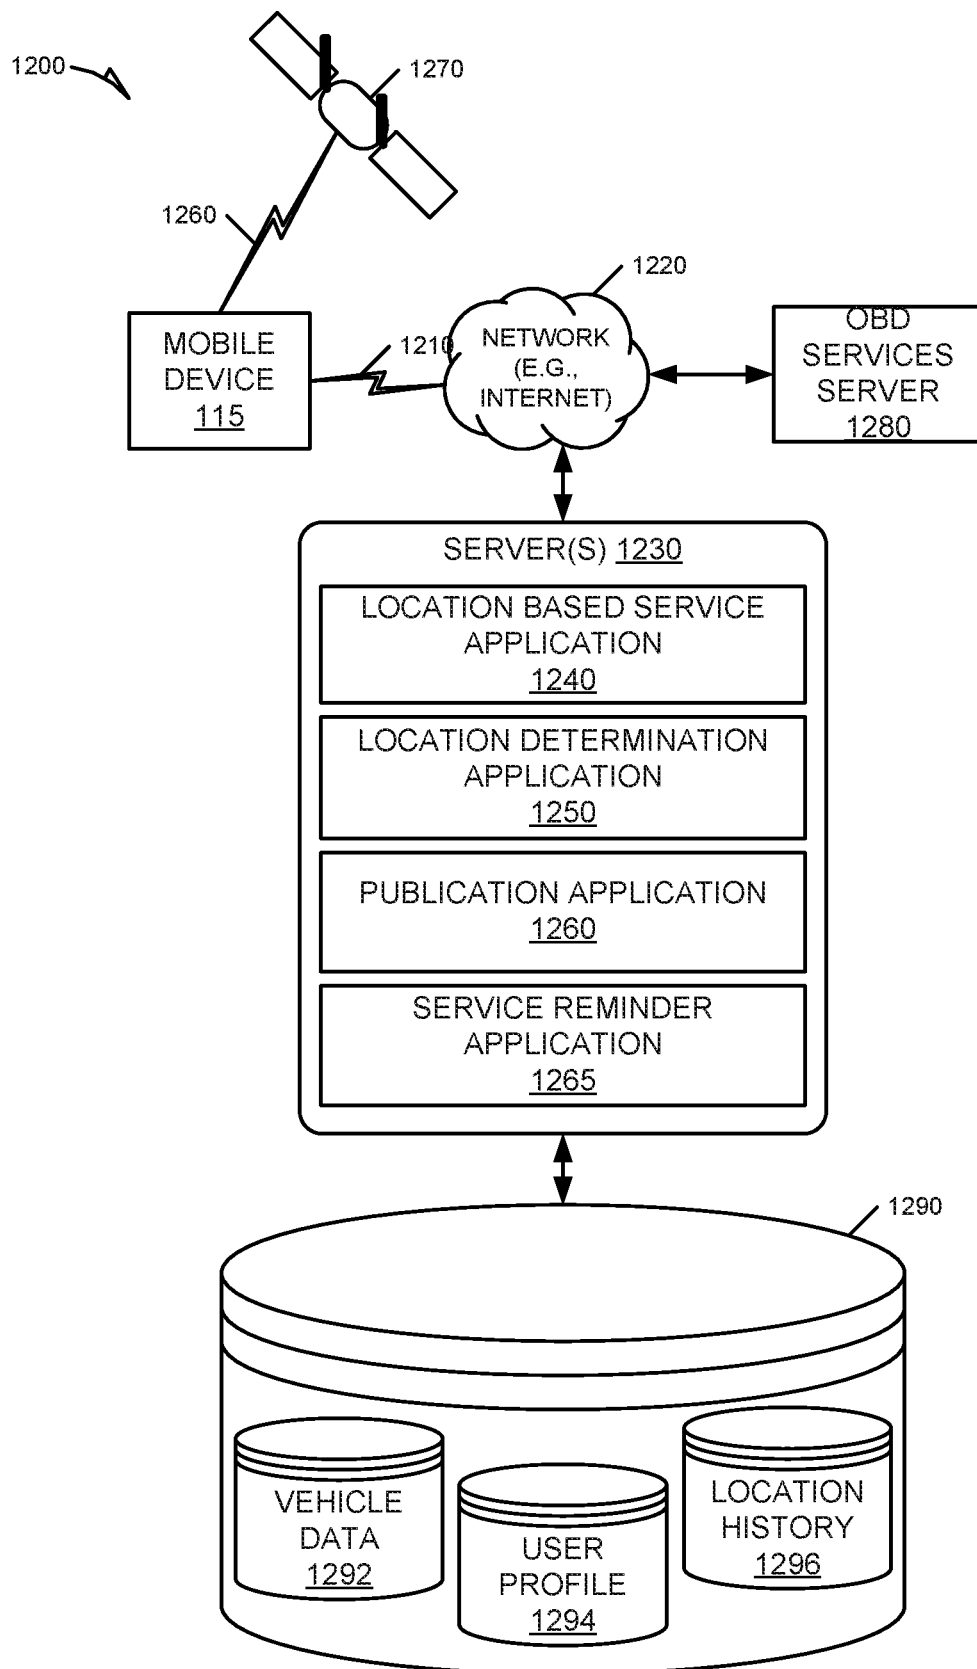 1200
1270
1260
1220
MOBILE
DEVICE
115
1210
NETWORK
(E.G.,
INTERNET)
OBD
SERVICES
SERVER
1280
SERVER(S) 1230
LOCATION BASED SERVICE
APPLICATION
1240
LOCATION DETERMINATION
APPLICATION
1250
PUBLICATION APPLICATION
1260
SERVICE REMINDER
APPLICATION
1265
1290
VEHICLE
DATA
1292
USER
PROFILE
1294
LOCATION
HISTORY
1296